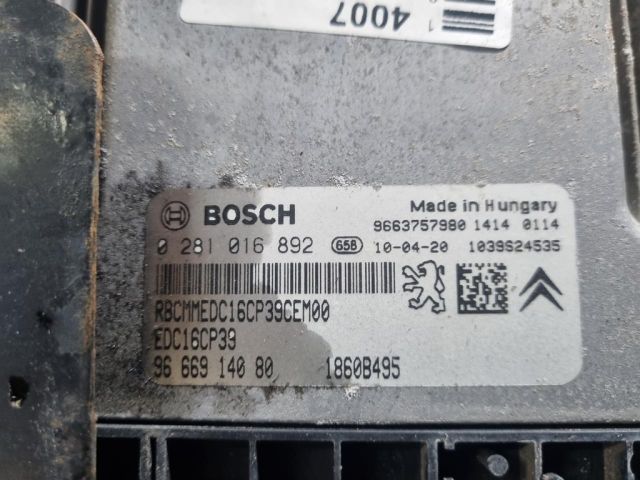 4007
BOSCH
Made in Hungary
9663757980 1414 0114
0 281 016 892 658 10-04-20 1039S24535
RBCMMEDC16CP39CEM00
EDC16CP39
96 669 140 80 1860B495